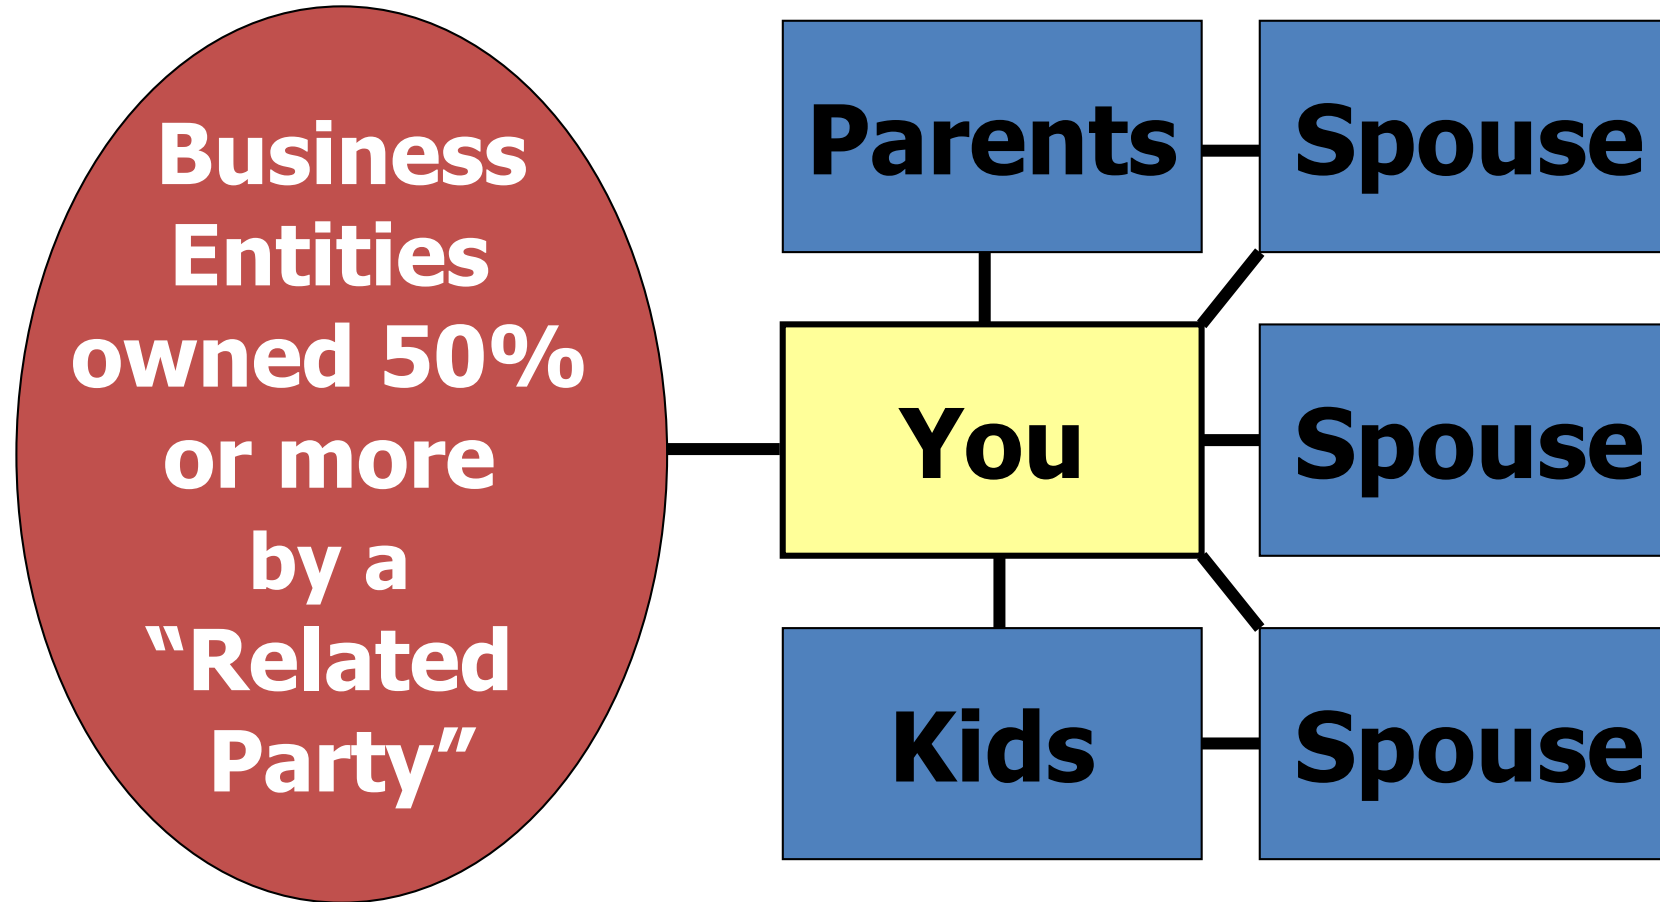 Business
Entities
owned 50%
or more
by a
“Related
Party”
Parents
Spouse
You
Spouse
Kids
Spouse